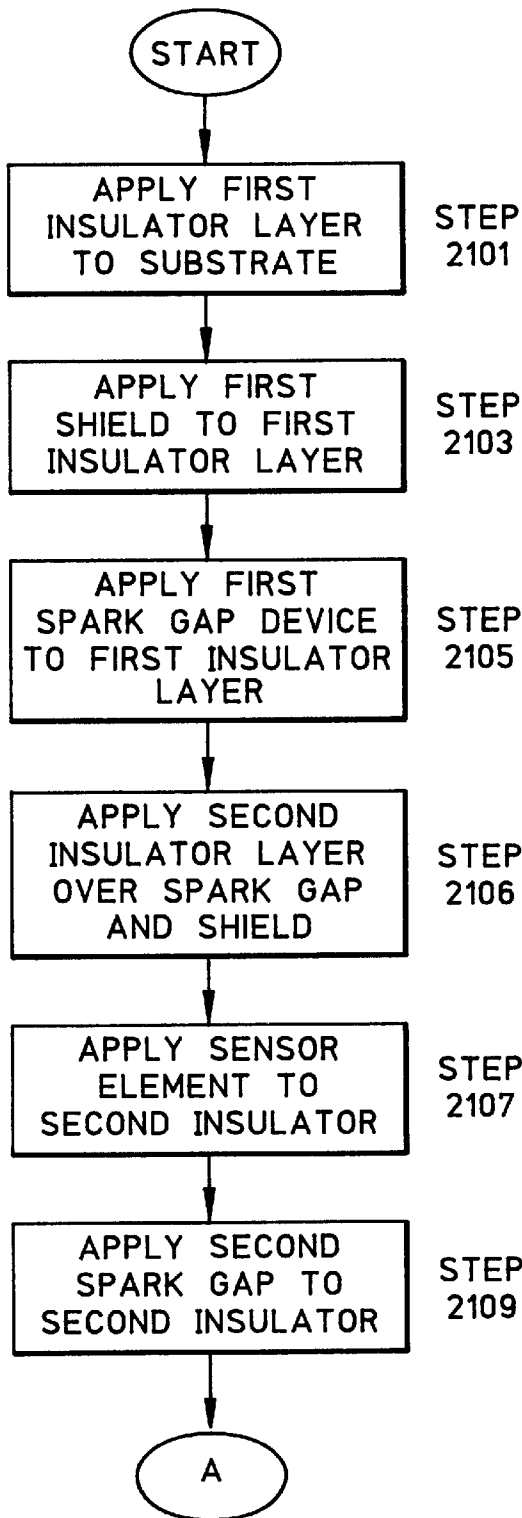 START
APPLY FIRST
INSULATOR LAYER
TO SUBSTRATE
STEP
2101
APPLY FIRST
SHIELD TO FIRST
INSULATOR LAYER
STEP
2103
APPLY FIRST
SPARK GAP DEVICE
TO FIRST INSULATOR
LAYER
STEP
2105
APPLY SECOND
INSULATOR LAYER
OVER SPARK GAP
AND SHIELD
STEP
2106
APPLY SENSOR
ELEMENT TO
SECOND INSULATOR
STEP
2107
APPLY SECOND
SPARK GAP TO
SECOND INSULATOR
STEP
2109
A